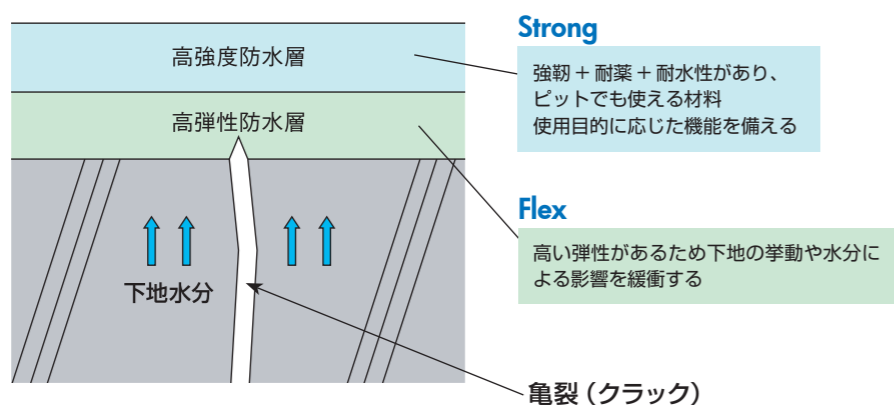 Strong
高強度防水層
強靭 + 耐薬 + 耐水性があり、
ピットでも使える材料
使用目的に応じた機能を備える
高弾性防水層
Flex
高い弾性があるため下地の挙動や水分に
よる影響を緩衝する
下地水分
亀裂（クラック）